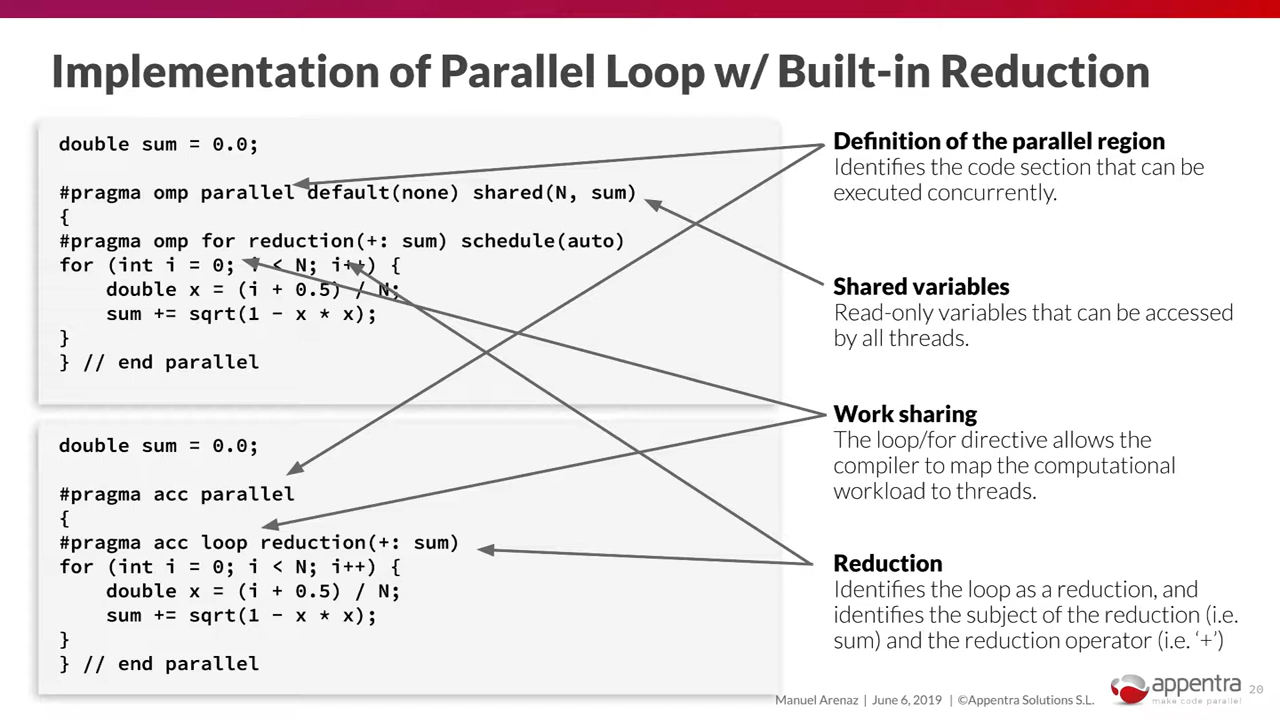 Implementation of Parallel Loop w/ Built-in Reduction
double sum = 0.0;
#pragma omp parallel default(none) shared(N, sum)
{
#pragma omp for reduction(+: sum) schedule(auto)
for (int i = 0; i < N; i++) {
    double x = (i + 0.5) / N;
    sum += sqrt(1 - x * x);
}
} // end parallel
double sum = 0.0;
#pragma acc parallel
{
#pragma acc loop reduction(+: sum)
for (int i = 0; i < N; i++) {
    double x = (i + 0.5) / N;
    sum += sqrt(1 - x * x);
}
} // end parallel
Definition of the parallel region
Identifies the code section that can be
executed concurrently.
Shared variables
Read-only variables that can be accessed
by all threads.
Work sharing
The loop/for directive allows the
compiler to map the computational
workload to threads.
Reduction
Identifies the loop as a reduction, and
identifies the subject of the reduction (i.e.
sum) and the reduction operator (i.e. ‘+’)
Manuel Arenaz | June 6, 2019 | ©Appentra Solutions S.L.
appentra
make code parallel
20